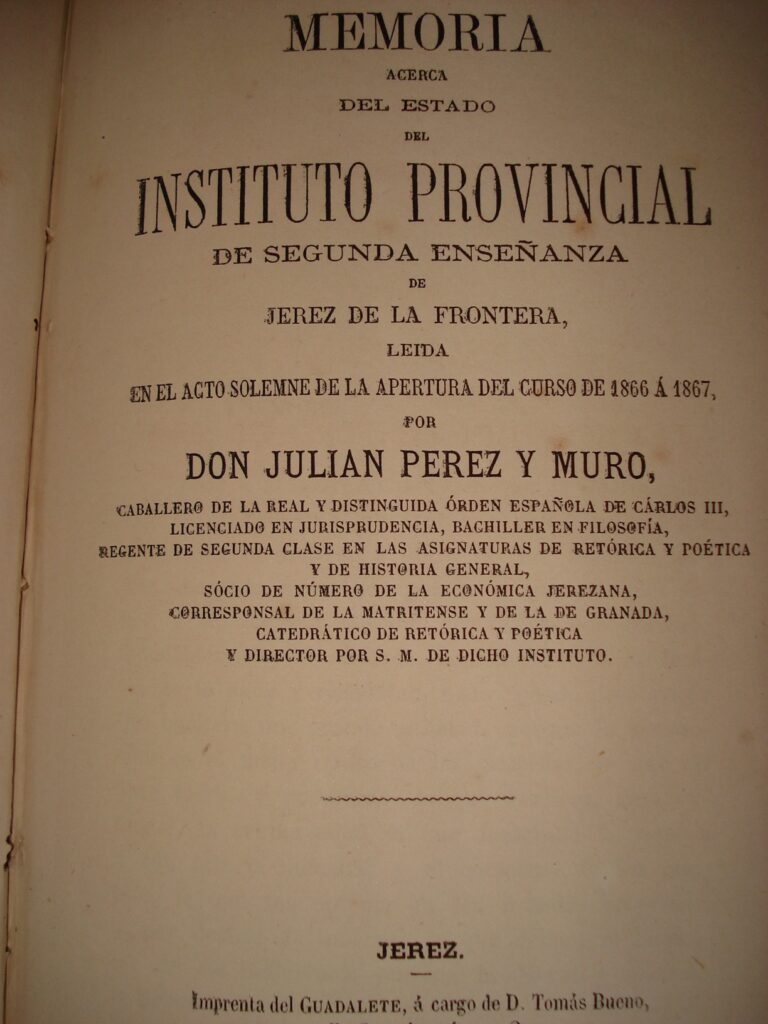 MEMORIA
ACERCA
DEL ESTADO
DEL
INSTITUTO PROVINCIAL
DE SEGUNDA ENSEÑANZA
DE
JEREZ DE LA FRONTERA,
LEIDA
EN EL ACTO SOLEMNE DE LA APERTURA DEL CURSO DE 1866 Á 1867,
POR
DON JULIAN PEREZ Y MURO,
CABALLERO DE LA REAL Y DISTINGUIDA ÓRDEN ESPAÑOLA DE CÁRLOS III,
LICENCIADO EN JURISPRUDENCIA, BACHILLER EN FILOSOFÍA,
REGENTE DE SEGUNDA CLASE EN LAS ASIGNATURAS DE RETÓRICA Y POÉTICA
Y DE HISTORIA GENERAL,
SÓCIO DE NÚMERO DE LA ECONÓMICA JEREZANA,
CORRESPONSAL DE LA MATRITENSE Y DE LA DE GRANADA,
CATEDRÁTICO DE RETÓRICA Y POÉTICA
Y DIRECTOR POR S. M. DE DICHO INSTITUTO.
JEREZ.
Imprenta del GUADALETE, á cargo de D. Tomás Bueno,